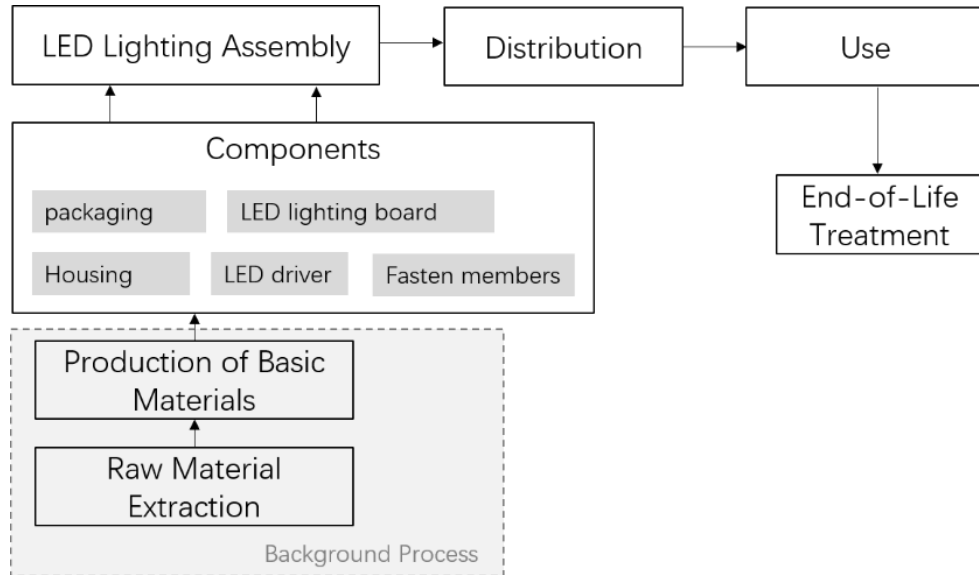 LED Lighting Assembly
Distribution
Use
Components
packaging
LED lighting board
Housing
LED driver
Fasten members
End-of-Life
Treatment
Production of Basic
Materials
Raw Material
Extraction
Background Process